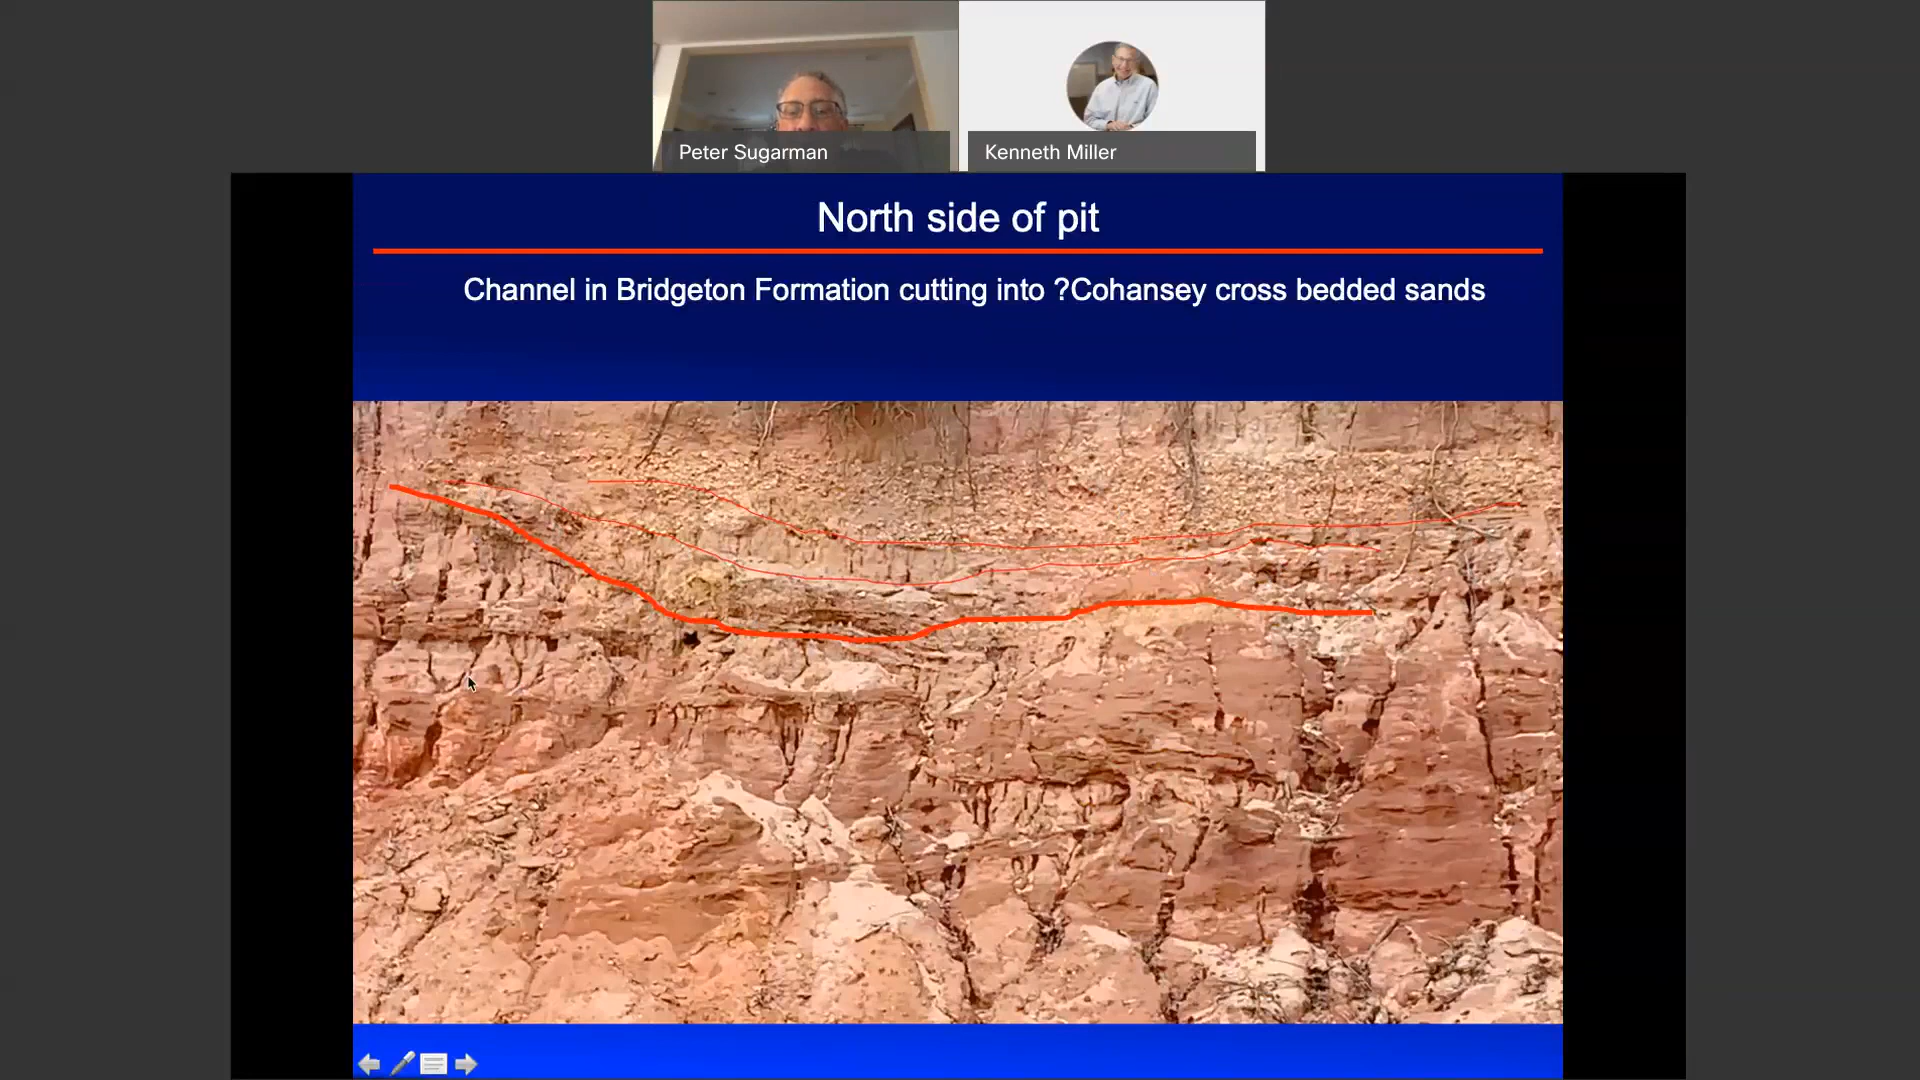 Peter Sugarman
Kenneth Miller
North side of pit
Channel in Bridgeton Formation cutting into ?Cohansey cross bedded sands